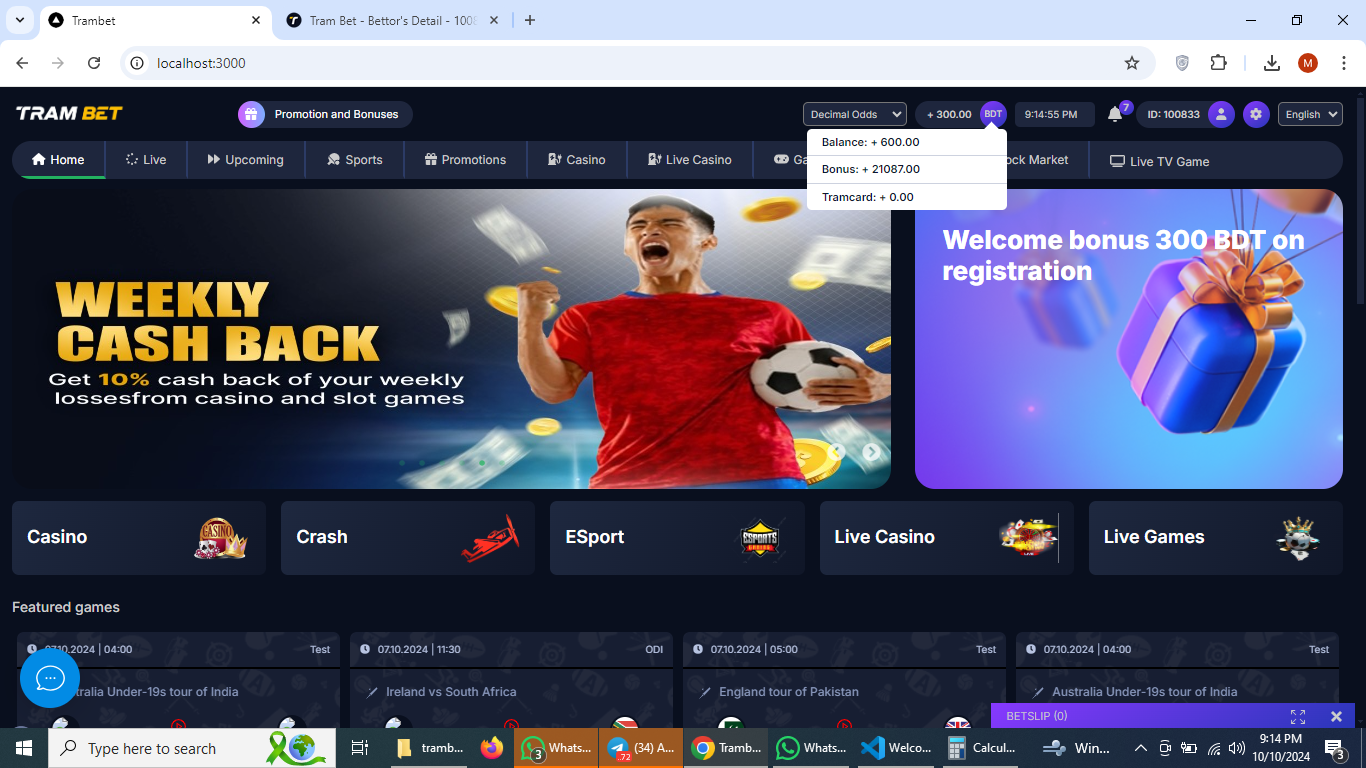 Trambet
Tram Bet - Bettor's Detail - 1008
localhost:3000
M
TRAM BET
Promotion and Bonuses
Decimal Odds
+ 300.00
BDT
9:14:55 PM
7
ID: 100833
English
Balance: + 600.00
Bonus: + 21087.00
Tramcard: + 0.00
Home
Live
Upcoming
Sports
Promotions
Casino
Live Casino
Ga
ock Market
Live TV Game
WEEKLY
CASH BACK
Get 10% cash back of your weekly
lossesfrom casino and slot games
Welcome bonus 300 BDT on
registration
Casino
CASINO
Crash
ESport
ESPORTS
Live Casino
LIVE
Live Games
Featured games
07.10.2024 | 04:00
Test
07.10.2024 | 11:30
ODI
07.10.2024 | 05:00
Test
07.10.2024 | 04:00
Test
tralia Under-19s tour of India
Ireland vs South Africa
England tour of Pakistan
Australia Under-19s tour of India
BETSLIP (0)
Type here to search
tramb...
3
Whats...
..72
(34) A...
Tramb...
Whats...
Welco...
Calcul...
Win...
9:14 PM
10/10/2024
3